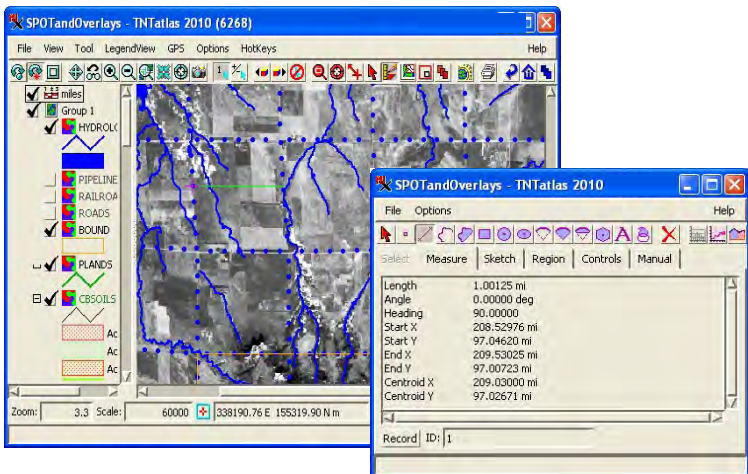 SPOTandOverlays - TNTatlas 2010 (6268)
File View Tool LegendView GPS Options HotKeys Help
miles
Group 1
HYDROLO
PIPELINE
RAILROA
ROADS
BOUND
PLANDS
CBSOILS
Ac
Ac
Ac
Zoom: 3.3 Scale: 60000 338190.76 E 155319.90 N m
SPOTandOverlays - TNTatlas 2010
File Options Help
Select Measure Sketch Region Controls Manual
Length 1.00125 mi
Angle 0.00000 deg
Heading 90.00000
Start X 208.52976 mi
Start Y 97.04620 mi
End X 209.53025 mi
End Y 97.00723 mi
Centroid X 209.03000 mi
Centroid Y 97.02671 mi
Record ID: 1